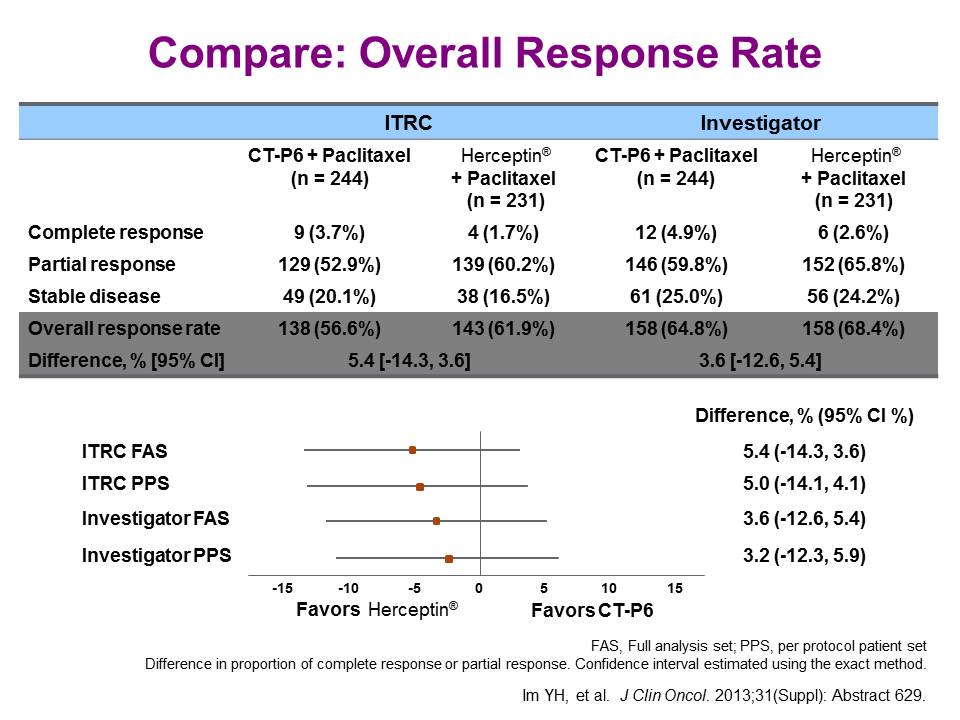 Compare: Overall Response Rate
ITRC Investigator
CT-P6 + Paclitaxel Herceptin® CT-P6 + Paclitaxel Herceptin®
(n = 244) + Paclitaxel (n = 244) + Paclitaxel
(n = 231) (n = 231)
Complete response 9 (3.7%) 4 (1.7%) 12 (4.9%) 6 (2.6%)
Partial response 129 (52.9%) 139 (60.2%) 146 (59.8%) 152 (65.8%)
Stable disease 49 (20.1%) 38 (16.5%) 61 (25.0%) 56 (24.2%)
Overall response rate 138 (56.6%) 143 (61.9%) 158 (64.8%) 158 (68.4%)
Difference, % [95% CI] 5.4 [-14.3, 3.6] 3.6 [-12.6, 5.4]
Difference, % (95% CI %)
ITRC FAS 5.4 (-14.3, 3.6)
ITRC PPS 5.0 (-14.1, 4.1)
Investigator FAS 3.6 (-12.6, 5.4)
Investigator PPS 3.2 (-12.3, 5.9)
-15 -10 -5 0 5 10 15
Favors Herceptin® Favors CT-P6
FAS, Full analysis set; PPS, per protocol patient set
Difference in proportion of complete response or partial response. Confidence interval estimated using the exact method.
Im YH, et al. J Clin Oncol. 2013;31(Suppl): Abstract 629.